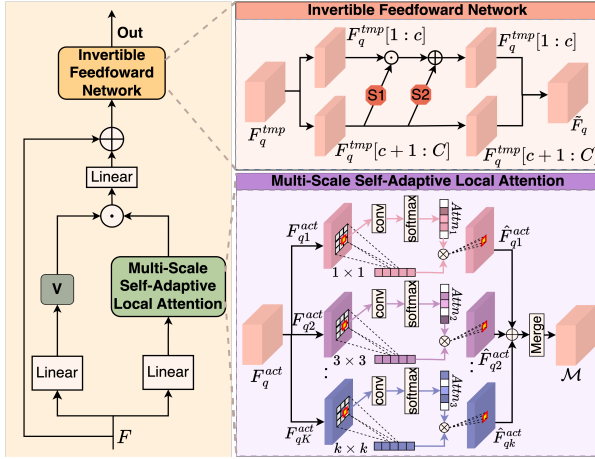 Out
Invertible
Feedfoward
Network
Linear
V
Multi-Scale
Self-Adaptive
Local Attention
Linear
Linear
F
Invertible Feedfoward Network
F_q^{tmp}[1 : c]
F_q^{tmp}[1 : c]
S1
S2
F_q^{tmp}
F̃_q
F_q^{tmp}[c + 1 : C]
F_q^{tmp}[c + 1 : C]
Multi-Scale Self-Adaptive Local Attention
F_{q1}^{act}
conv
softmax
Attn_1
F̂_{q1}^{act}
1 × 1
F_{q2}^{act}
conv
softmax
Attn_2
F̂_{q2}^{act}
3 × 3
F_q^{act}
Merge
M
F_{qK}^{act}
conv
softmax
Attn_3
F̂_{qk}^{act}
k × k